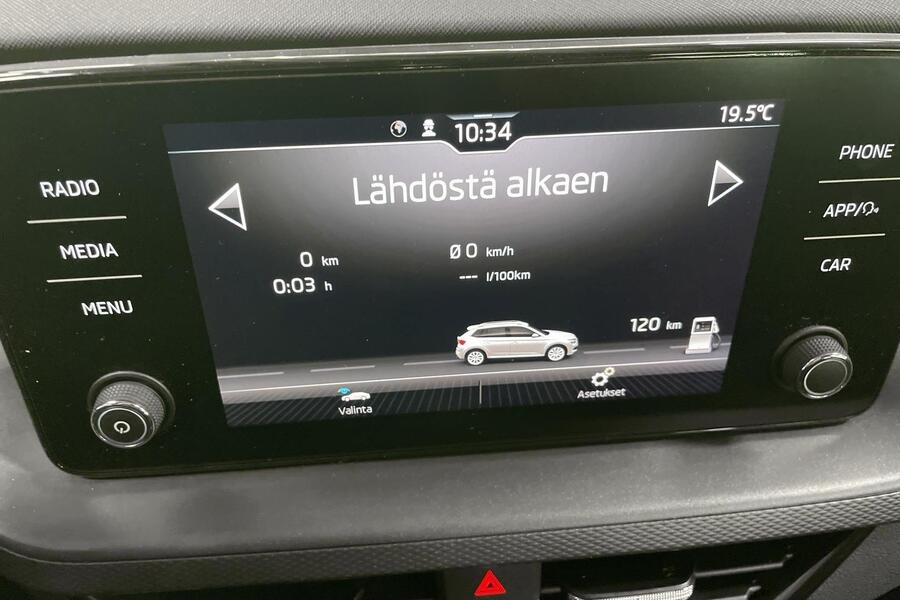 10:34
19.5°C
RADIO
MEDIA
MENU
PHONE
APP/
CAR
Lähdöstä alkaen
0 km
0:03 h
Ø 0 km/h
--- l/100km
120 km
Valinta
Asetukset